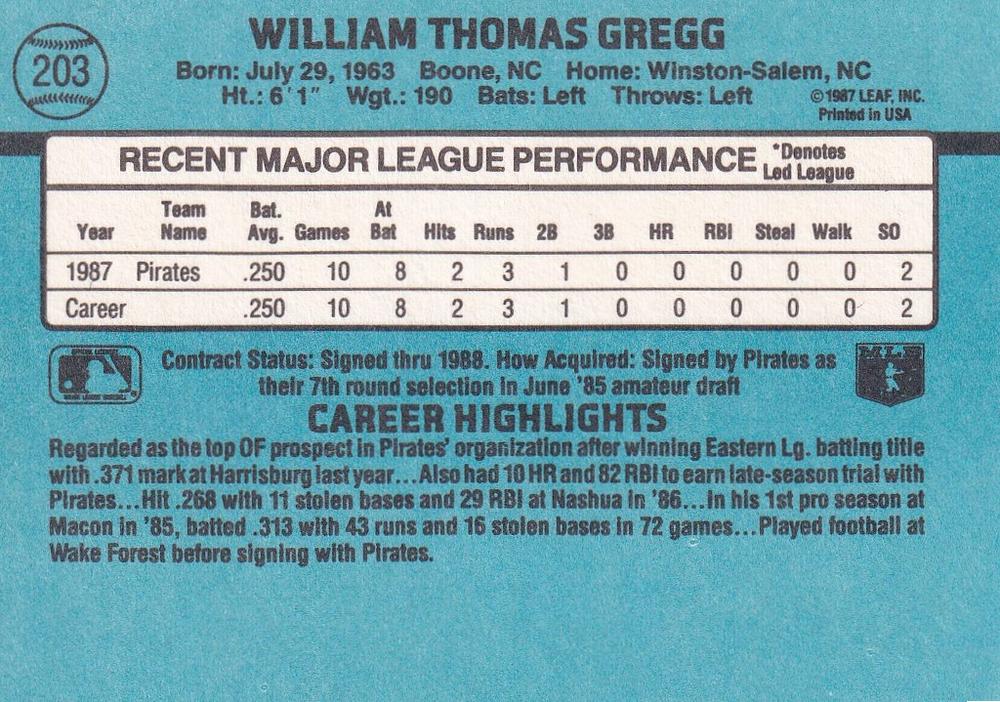 WILLIAM THOMAS GREGG
203
Born: July 29, 1963 Boone, NC Home: Winston-Salem, NC
Ht.: 6'1" Wgt.: 190 Bats: Left Throws: Left
©1987 LEAF, INC.
Printed in USA
RECENT MAJOR LEAGUE PERFORMANCE *Denotes
Led League
Year Team Name Bat. Avg. Games At Bat Hits Runs 2B 3B HR RBI Steal Walk SO
1987 Pirates .250 10 8 2 3 1 0 0 0 0 0 2
Career .250 10 8 2 3 1 0 0 0 0 0 2
Contract Status: Signed thru 1988. How Acquired: Signed by Pirates as
their 7th round selection in June '85 amateur draft
MLB
CAREER HIGHLIGHTS
Regarded as the top OF prospect in Pirates' organization after winning Eastern Lg. batting title
with .371 mark at Harrisburg last year...Also had 10 HR and 82 RBI to earn late-season trial with
Pirates...Hit .268 with 11 stolen bases and 29 RBI at Nashua in '86...In his 1st pro season at
Macon in '85, batted .313 with 43 runs and 16 stolen bases in 72 games...Played football at
Wake Forest before signing with Pirates.